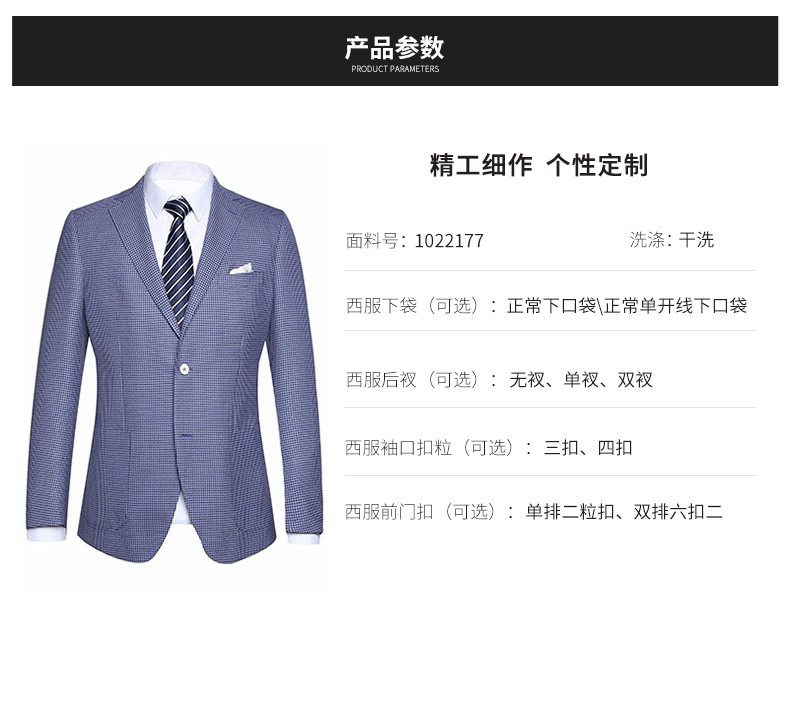 产品参数
PRODUCT PARAMETERS
精工细作 个性定制
面料号：1022177 洗涤：干洗
西服下袋（可选）：正常下口袋\正常单开线下口袋
西服后衩（可选）：无衩、单衩、双衩
西服袖口扣粒（可选）：三扣、四扣
西服前门扣（可选）：单排二粒扣、双排六扣二